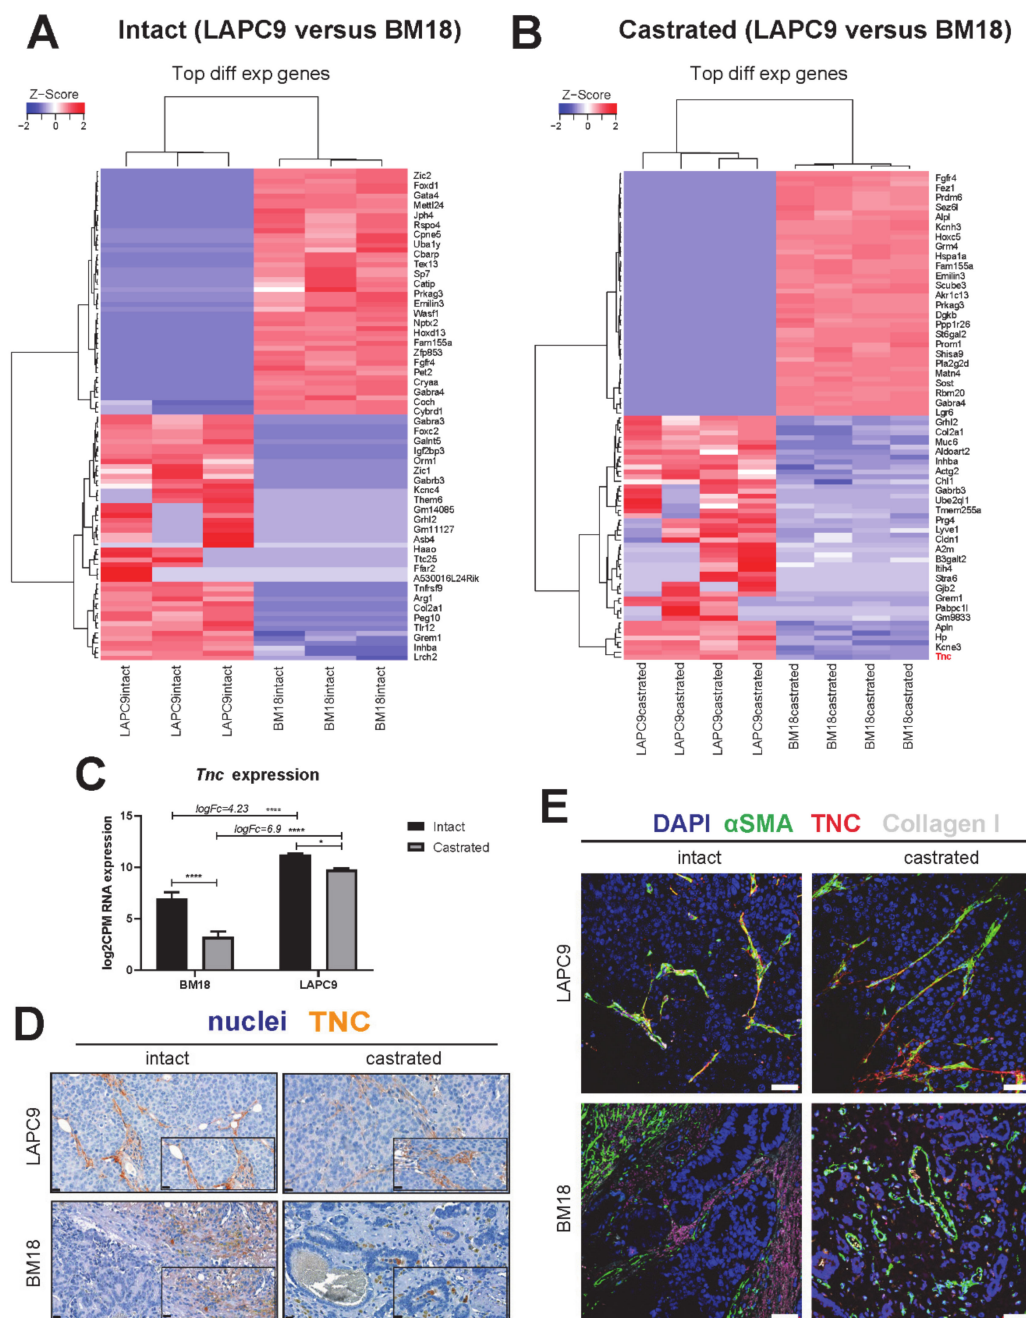 A
Intact (LAPC9 versus BM18)
Top diff exp genes
Z-Score
-2 0 2
Zic2
Foxd1
Gata4
Mettl24
Jph4
Rspo4
Cpne5
Uba1y
Cbarp
Tex13
Sp7
Catip
Prkag3
Emilin3
Wasf1
Nptx2
Hoxd13
Fam155a
Zfp853
Fgfr4
Pet2
Cryaa
Gabra4
Coch
Cybrd1
Gabra3
Foxc2
Galnt5
Igf2bp3
Orm1
Zic1
Gabrb3
Kcnc4
Them6
Gm14085
Grhl2
Gm11127
Asb4
Haao
Ttc25
Ffar2
A530016L24Rik
Tnfrsf9
Arg1
Col2a1
Peg10
Tlr12
Grem1
Inhba
Lrch2
LAPC9intact
LAPC9intact
LAPC9intact
BM18intact
BM18intact
BM18intact
B
Castrated (LAPC9 versus BM18)
Top diff exp genes
Z-Score
-2 0 2
Fgfr4
Fez1
Prdm6
Sez6l
Alpl
Kcnh3
Hoxc5
Grm4
Hspa1a
Fam155a
Emilin3
Scube3
Akr1c13
Prkag3
Dgkb
Ppp1r26
St6gal2
Prom1
Shisa9
Pla2g2d
Matn4
Sost
Rbm20
Gabra4
Lgr6
Grhl2
Col2a1
Muc6
Aldoart2
Inhba
Actg2
Chl1
Gabrb3
Ube2ql1
Tmem255a
Prg4
Lyve1
Cldn1
A2m
B3galt2
Itih4
Stra6
Gjb2
Grem1
Pabpc1l
Gm9833
Apln
Hp
Kcne3
Tnc
LAPC9castrated
LAPC9castrated
LAPC9castrated
LAPC9castrated
BM18castrated
BM18castrated
BM18castrated
BM18castrated
C
Tnc expression
logFc=4.23 ****
logFc=6.9 ****
*
****
log2CPM RNA expression
15
10
5
0
BM18
LAPC9
Intact
Castrated
D
nuclei TNC
intact
castrated
LAPC9
BM18
E
DAPI αSMA TNC Collagen I
intact
castrated
LAPC9
BM18